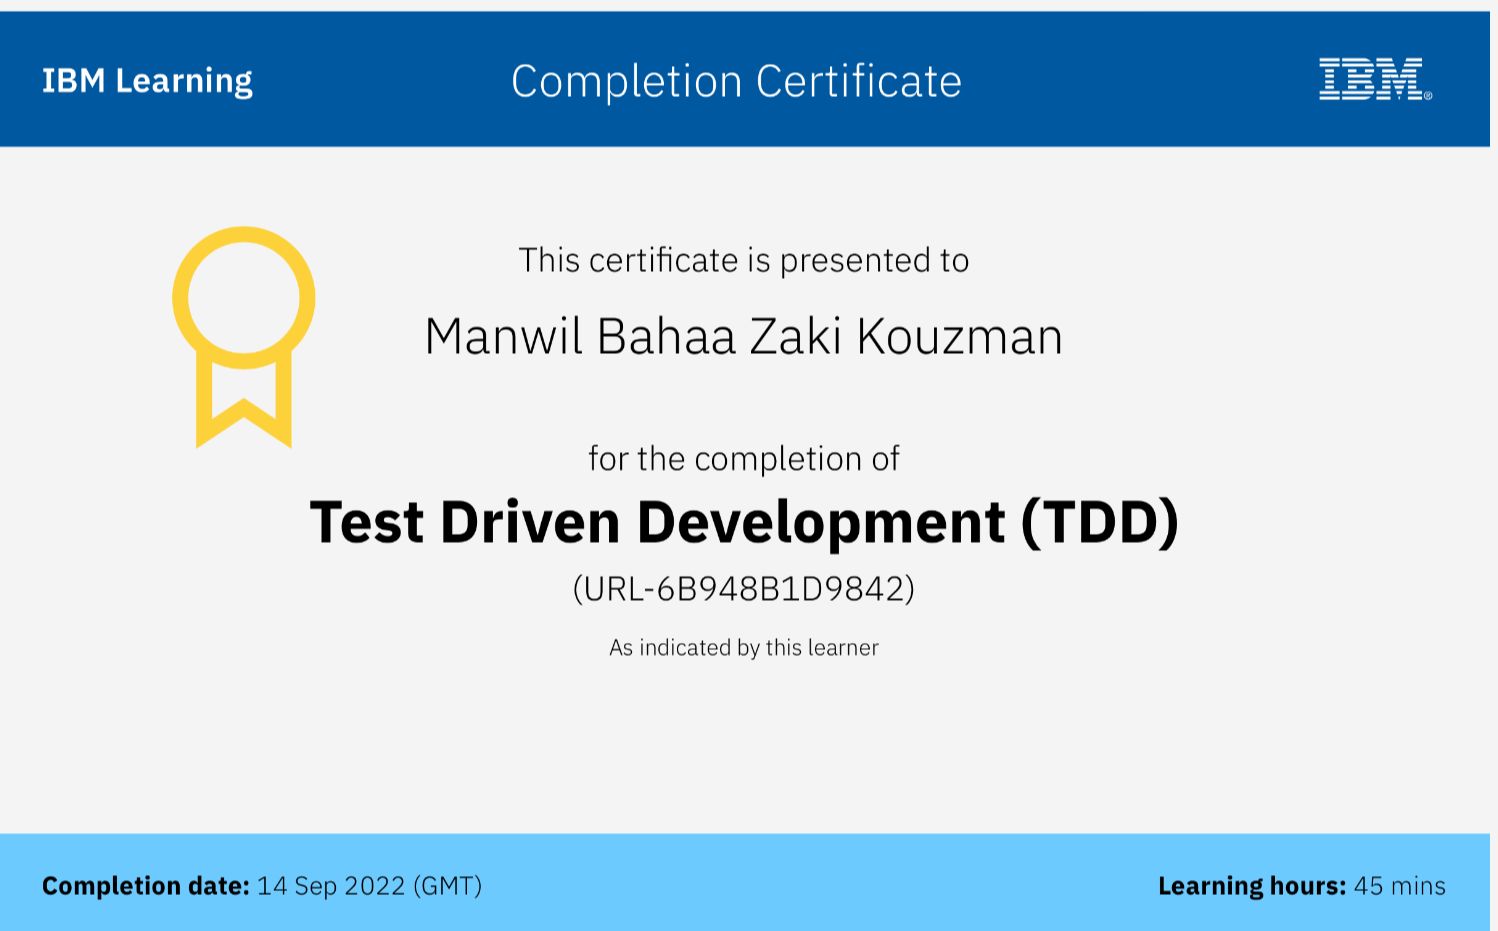 IBM Learning
Completion Certificate
IBM®
This certificate is presented to
Manwil Bahaa Zaki Kouzman
for the completion of
Test Driven Development (TDD)
(URL-6B948B1D9842)
As indicated by this learner
Completion date: 14 Sep 2022 (GMT)
Learning hours: 45 mins